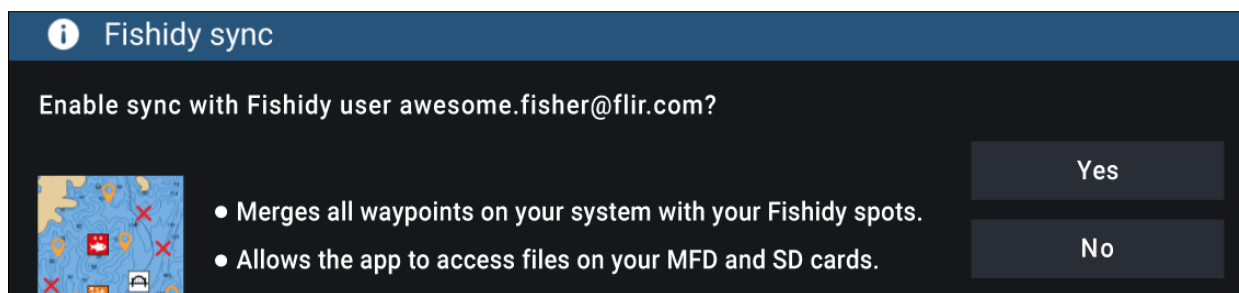 Fishidy sync
Enable sync with Fishidy user awesome.fisher@flir.com?
Yes
• Merges all waypoints on your system with your Fishidy spots.
No
• Allows the app to access files on your MFD and SD cards.